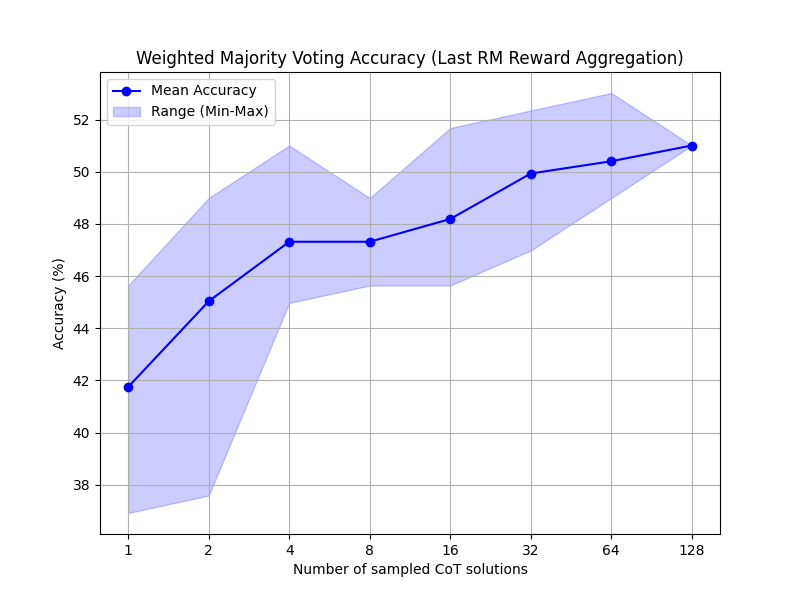 Weighted Majority Voting Accuracy (Last RM Reward Aggregation)
Mean Accuracy
Range (Min-Max)
Accuracy (%)
52
50
48
46
44
42
40
38
1 2 4 8 16 32 64 128
Number of sampled CoT solutions